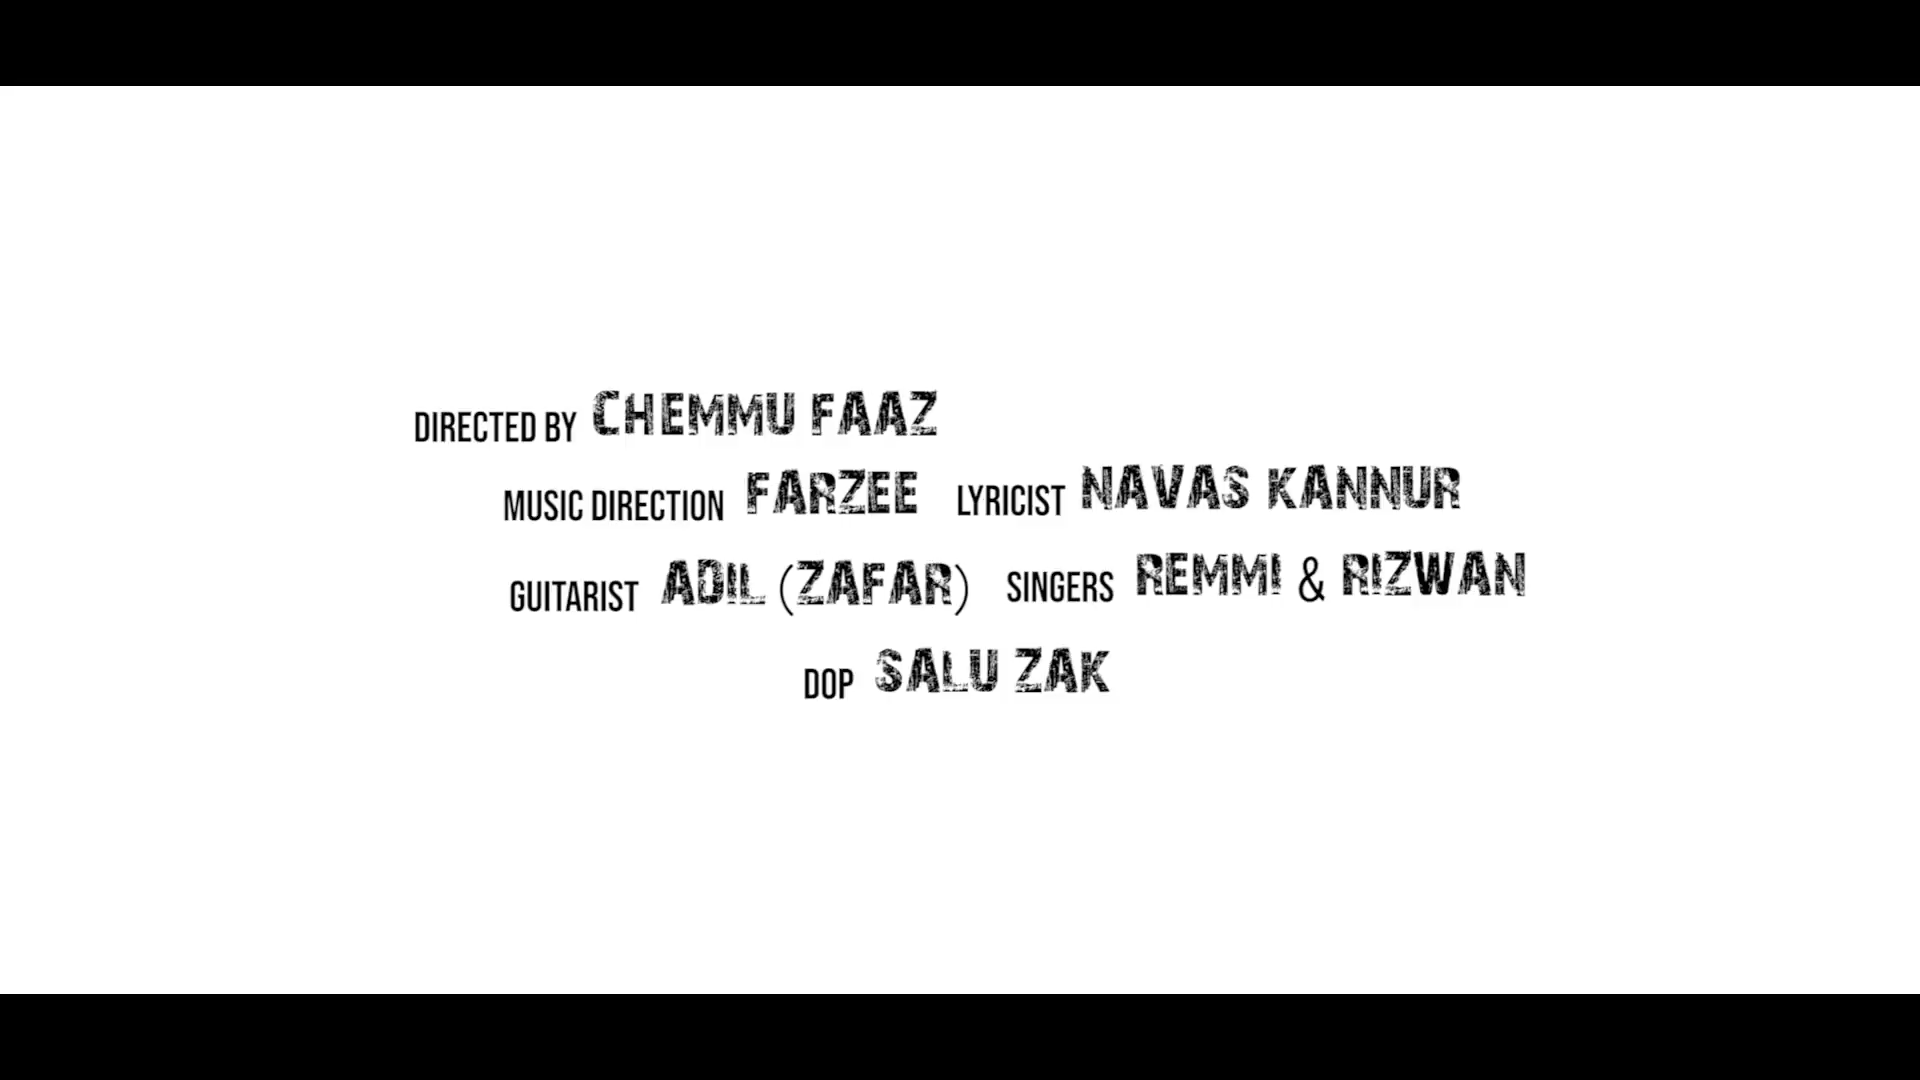 DIRECTED BY CHEMMU FAAZ
MUSIC DIRECTION FARZEE LYRICIST NAVAS KANNUR
GUITARIST ADIL (ZAFAR) SINGERS REMMI & RIZWAN
DOP SALU ZAK